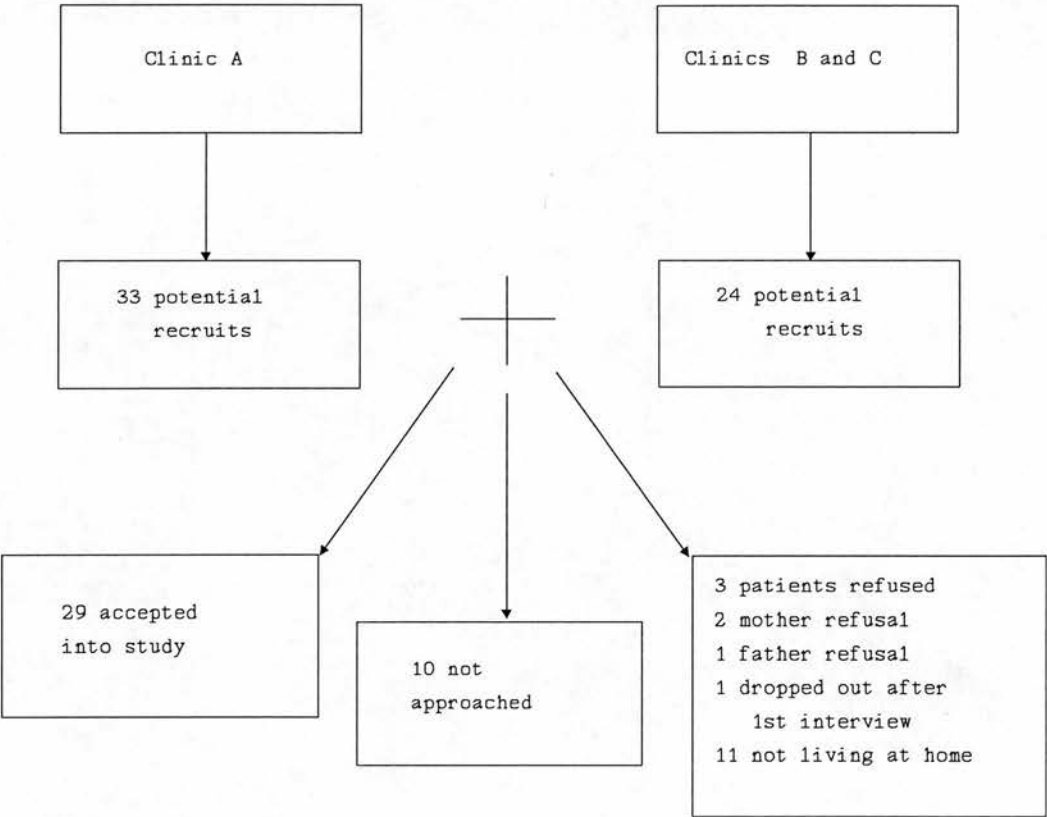 Clinic A
Clinics B and C
33 potential
recruits
24 potential
recruits
29 accepted
into study
10 not
approached
3 patients refused
2 mother refusal
1 father refusal
1 dropped out after
1st interview
11 not living at home